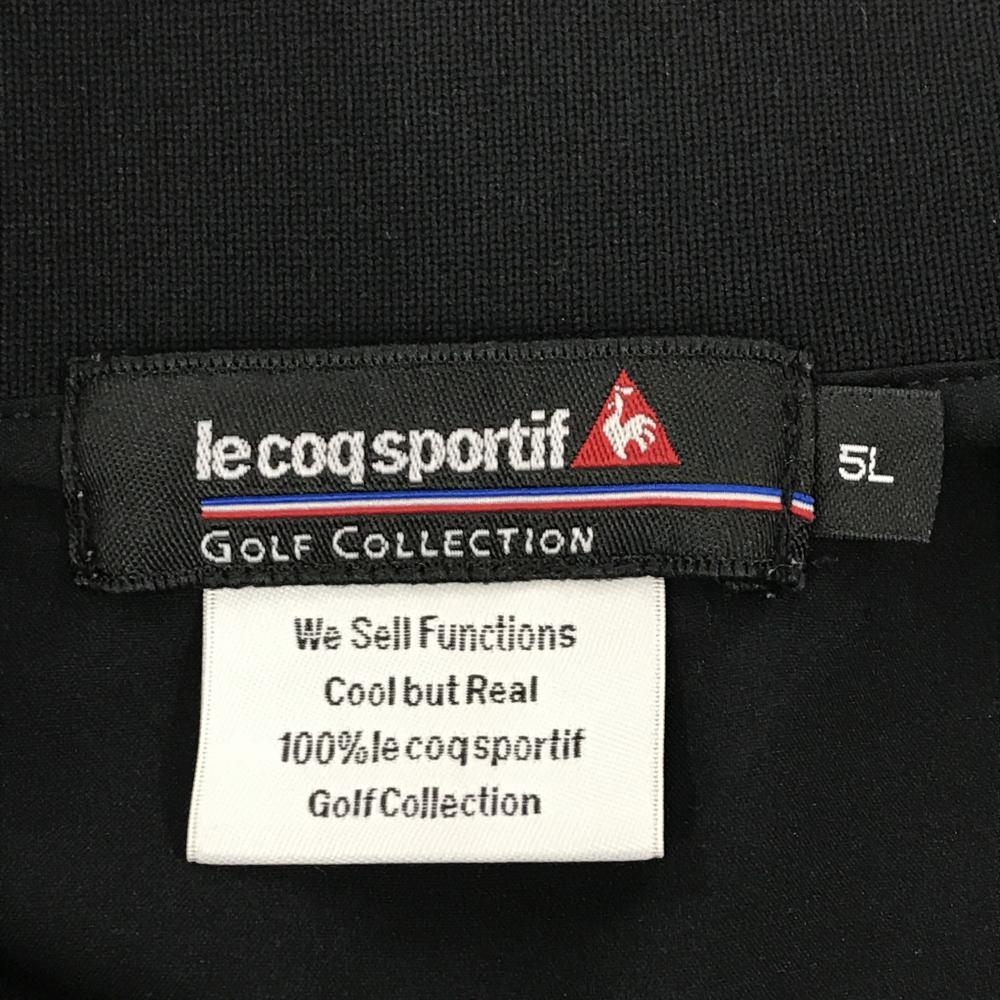 le coq sportif
5L
GOLF COLLECTION
We Sell Functions
Cool but Real
100% le coq sportif
Golf Collection